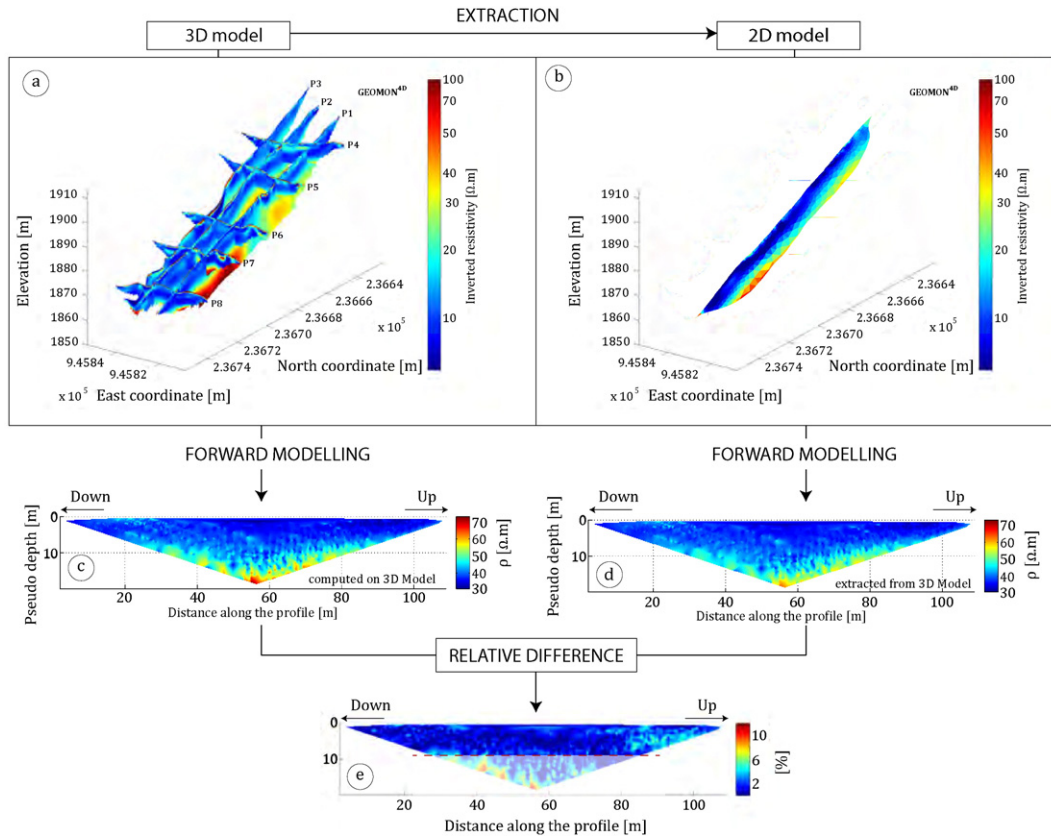 EXTRACTION
3D model
2D model
a
P3
P2
P1
P4
P5
P6
P7
P8
GEOMON4D
100
70
50
40
30
20
10
Inverted resistivity [Ω.m]
1910
1900
1890
1880
1870
1860
1850
Elevation [m]
9.4584
9.4582
x 10⁵ East coordinate [m]
2.3664
2.3666
2.3668
2.3670
2.3672
2.3674
x 10⁵
North coordinate [m]
b
GEOMON4D
100
70
50
40
30
20
10
Inverted resistivity [Ω.m]
1910
1900
1890
1880
1870
1860
1850
Elevation [m]
9.4584
9.4582
x 10⁵ East coordinate [m]
2.3664
2.3666
2.3668
2.3670
2.3672
2.3674
x 10⁵
North coordinate [m]
FORWARD MODELLING
FORWARD MODELLING
Down
Up
Pseudo depth [m]
0
10
c
computed on 3D Model
20 40 60 80 100
Distance along the profile [m]
70
60
50
40
30
ρ [Ω.m]
Down
Up
Pseudo depth [m]
0
10
d
extracted from 3D Model
20 40 60 80 100
Distance along the profile [m]
70
60
50
40
30
ρ [Ω.m]
RELATIVE DIFFERENCE
Down
Up
0
10
e
20 40 60 80 100
Distance along the profile [m]
10
8
6
4
2
[%]